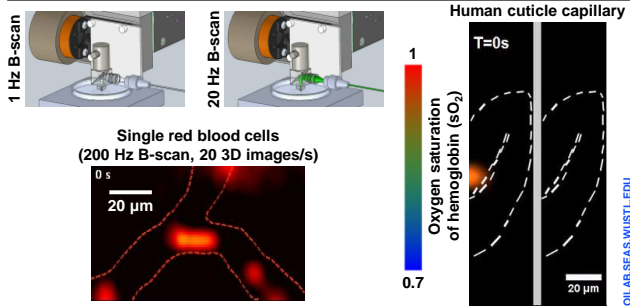 1 Hz B-scan
20 Hz B-scan
Human cuticle capillary
T=0s
Single red blood cells
(200 Hz B-scan, 20 3D images/s)
0 s
20 µm
1
Oxygen saturation
of hemoglobin (sO2)
0.7
20 µm
OILAB.SEAS.WUSTL.EDU